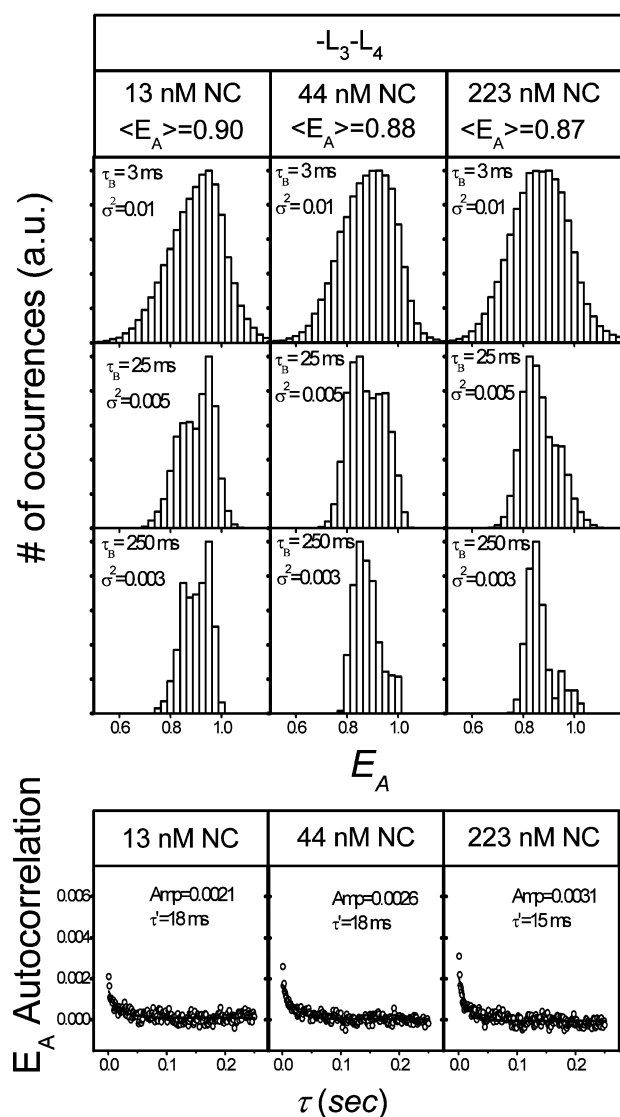 -L3-L4
13 nM NC 44 nM NC 223 nM NC
<EA>=0.90 <EA>=0.88 <EA>=0.87
# of occurrences (a.u.)
τB= 3 ms τB= 3 ms τB= 3 ms
σ²=0.01 σ²=0.01 σ²=0.01
τB= 25 ms τB= 25 ms τB= 25 ms
σ²=0.005 σ²=0.005 σ²=0.005
τB= 250 ms τB= 250 ms τB= 250 ms
σ²=0.003 σ²=0.003 σ²=0.003
0.6 0.8 1.0 0.6 0.8 1.0 0.6 0.8 1.0
EA
EA Autocorrelation
13 nM NC 44 nM NC 223 nM NC
0.006
0.004
0.002
0.000
Amp=0.0021 Amp=0.0026 Amp=0.0031
τ'=18 ms τ'=18 ms τ'=15 ms
0.0 0.1 0.2 0.0 0.1 0.2 0.0 0.1 0.2
τ (sec)